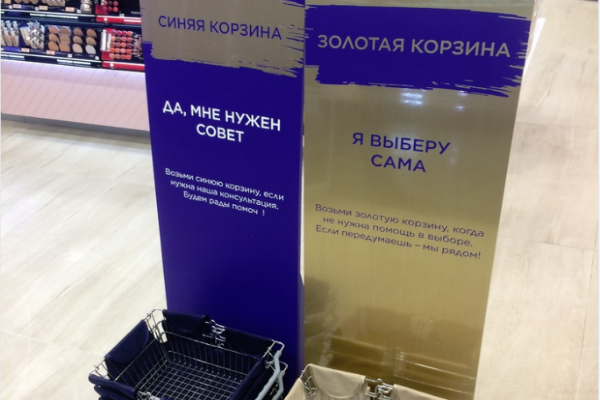 СИНЯЯ КОРЗИНА
ДА, МНЕ НУЖЕН
СОВЕТ
Возьми синюю корзину, если
нужна наша консультация.
Будем рады помоч !
ЗОЛОТАЯ КОРЗИНА
Я ВЫБЕРУ
САМА
Возьми золотую корзину, когда
не нужна помощь в выборе.
Если передумаешь – мы рядом!